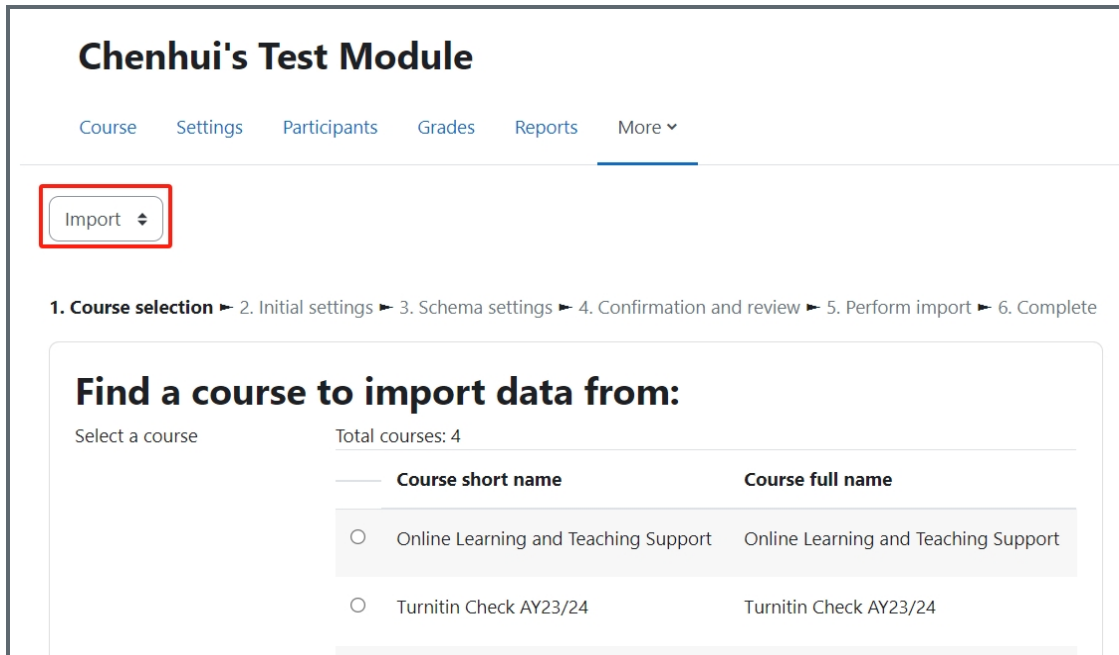 Chenhui's Test Module
Course Settings Participants Grades Reports More
Import
1. Course selection ► 2. Initial settings ► 3. Schema settings ► 4. Confirmation and review ► 5. Perform import ► 6. Complete
Find a course to import data from:
Select a course Total courses: 4
Course short name Course full name
Online Learning and Teaching Support Online Learning and Teaching Support
Turnitin Check AY23/24 Turnitin Check AY23/24